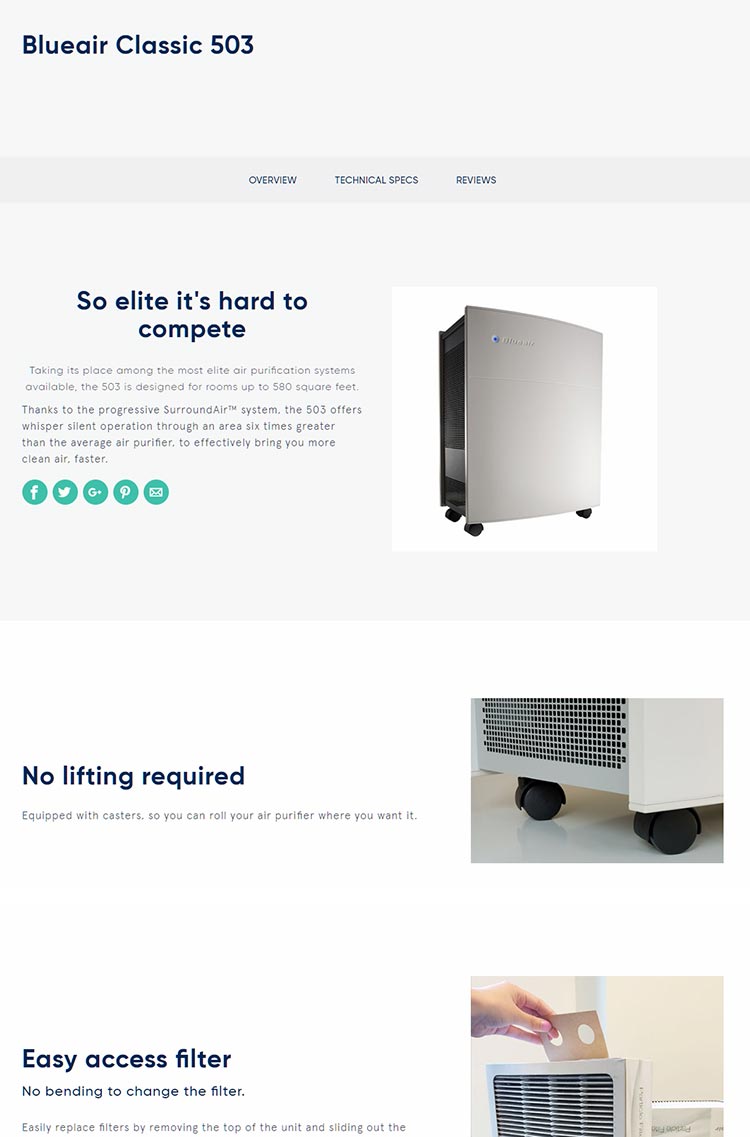 Blueair Classic 503
OVERVIEW TECHNICAL SPECS REVIEWS
So elite it's hard to
compete
Taking its place among the most elite air purification systems
available, the 503 is designed for rooms up to 580 square feet.
Thanks to the progressive SurroundAir™ system, the 503 offers
whisper silent operation through an area six times greater
than the average air purifier, to effectively bring you more
clean air, faster.
Blueair
No lifting required
Equipped with casters, so you can roll your air purifier where you want it.
Easy access filter
No bending to change the filter.
Easily replace filters by removing the top of the unit and sliding out the